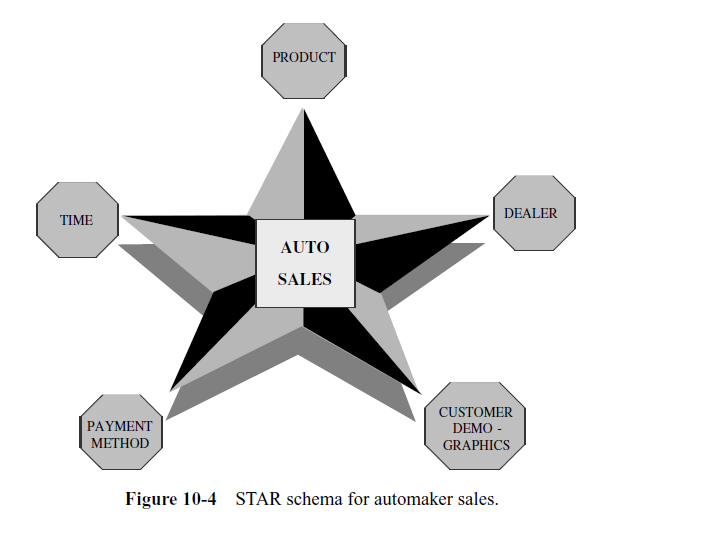 PRODUCT
TIME
DEALER
AUTO
SALES
PAYMENT
METHOD
CUSTOMER
DEMO -
GRAPHICS
Figure 10-4 STAR schema for automaker sales.